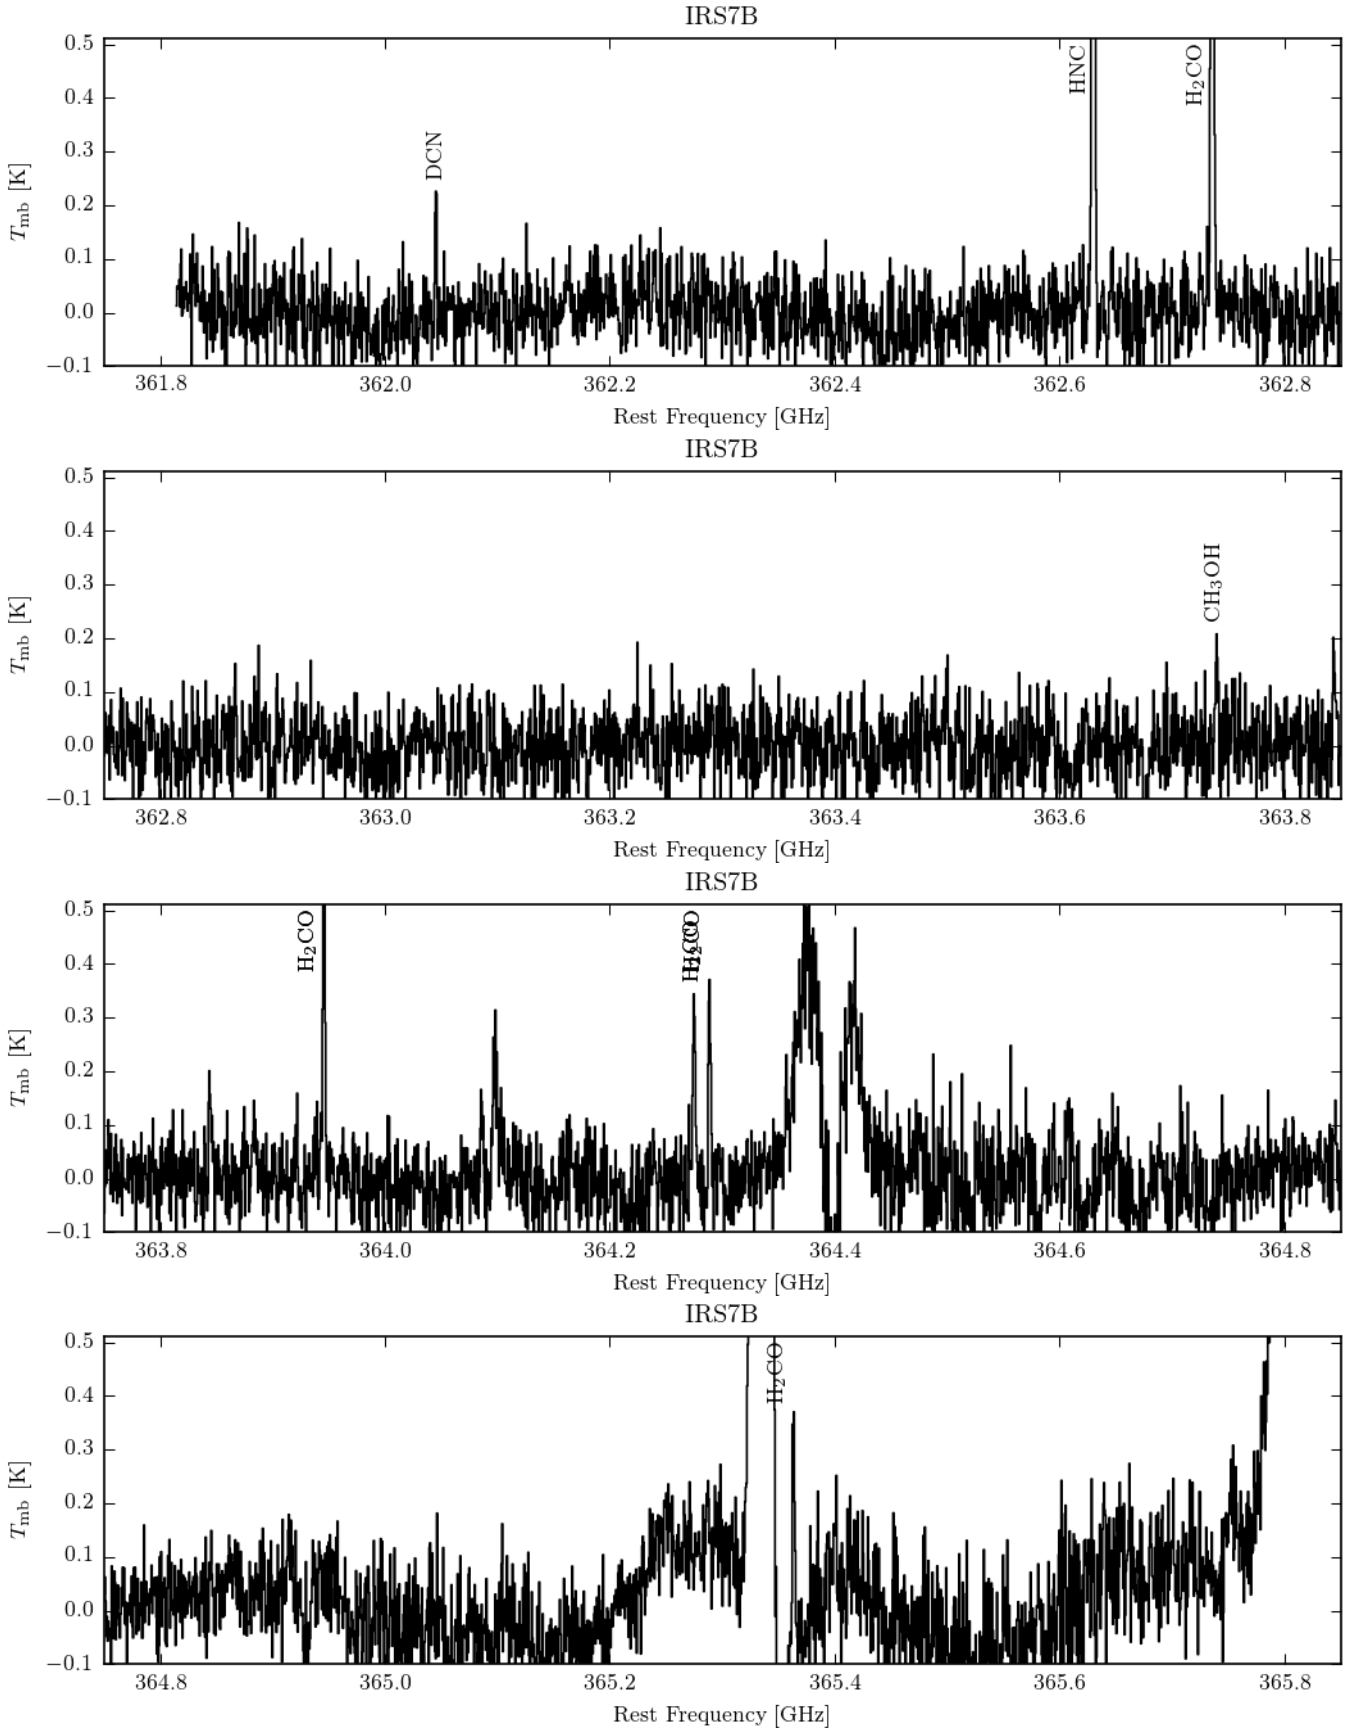 IRS7B
0.5
0.4
0.3
0.2
0.1
0.0
−0.1
T_mb [K]
DCN
HNC
H₂CO
361.8 362.0 362.2 362.4 362.6 362.8
Rest Frequency [GHz]
IRS7B
0.5
0.4
0.3
0.2
0.1
0.0
−0.1
T_mb [K]
CH₃OH
362.8 363.0 363.2 363.4 363.6 363.8
Rest Frequency [GHz]
IRS7B
0.5
0.4
0.3
0.2
0.1
0.0
−0.1
T_mb [K]
H₂CO
H₂CO
H₂CO
363.8 364.0 364.2 364.4 364.6 364.8
Rest Frequency [GHz]
IRS7B
0.5
0.4
0.3
0.2
0.1
0.0
−0.1
T_mb [K]
H₂CO
364.8 365.0 365.2 365.4 365.6 365.8
Rest Frequency [GHz]